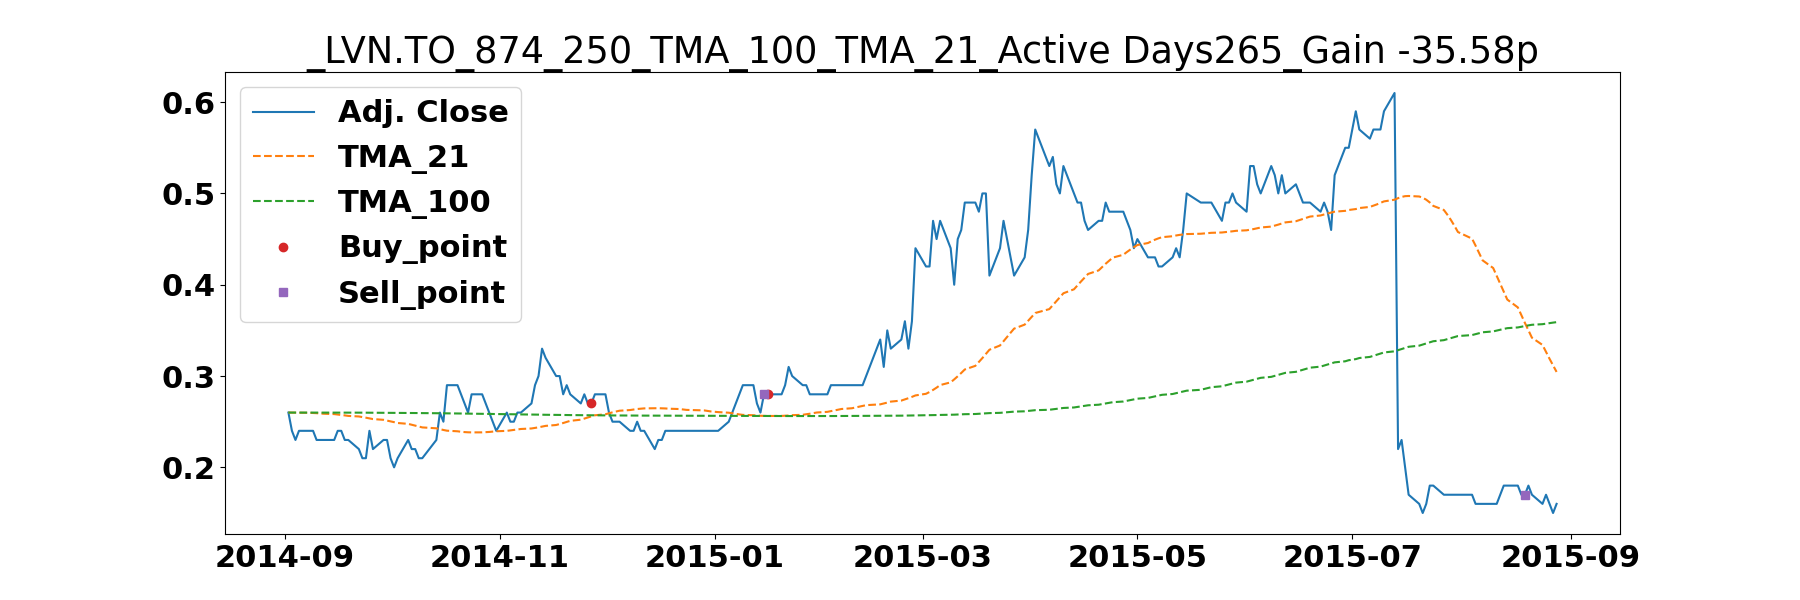 _LVN.TO_874_250_TMA_100_TMA_21_Active Days265_Gain -35.58p
Adj. Close
TMA_21
TMA_100
Buy_point
Sell_point
0.6
0.5
0.4
0.3
0.2
2014-09 2014-11 2015-01 2015-03 2015-05 2015-07 2015-09